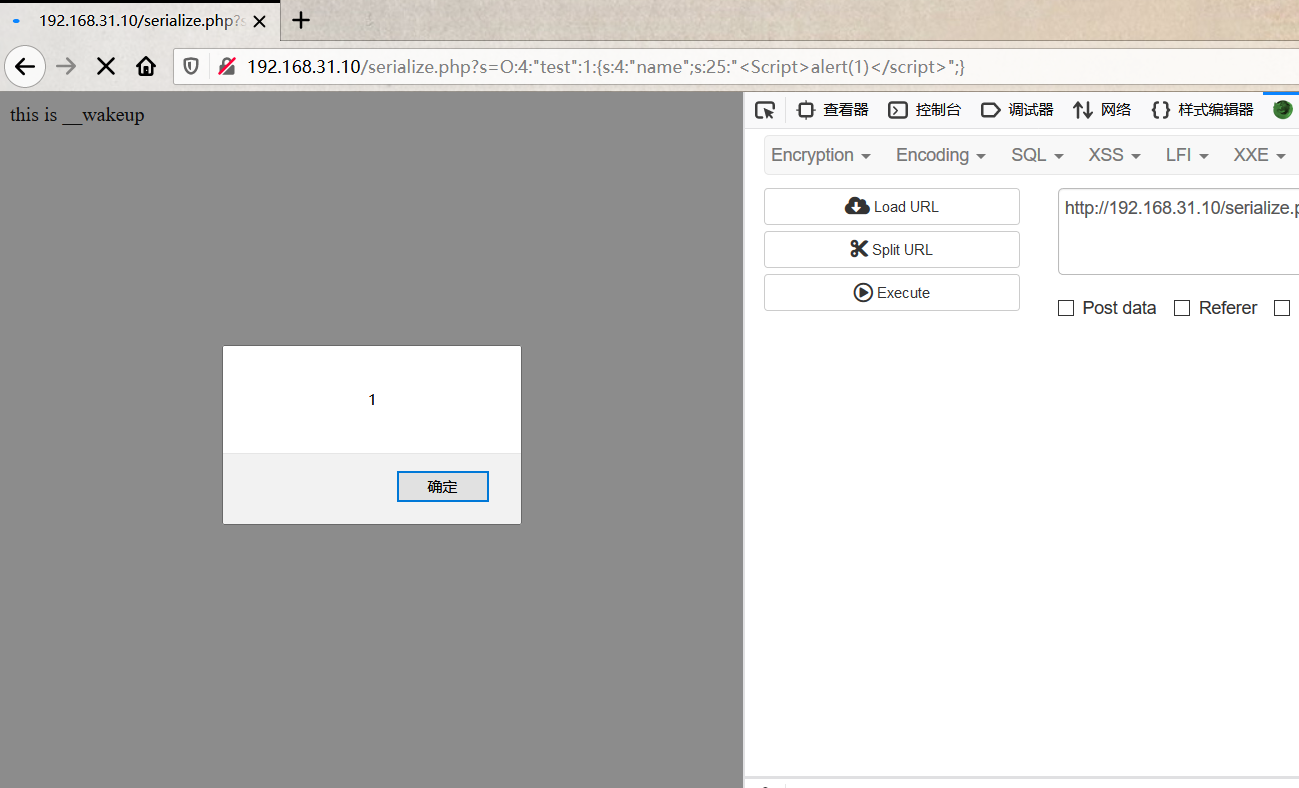 192.168.31.10/serialize.php?s
192.168.31.10/serialize.php?s=O:4:"test":1:{s:4:"name";s:25:"<Script>alert(1)</script>";}
this is __wakeup
查看器 控制台 调试器 网络 样式编辑器
Encryption Encoding SQL XSS LFI XXE
Load URL
http://192.168.31.10/serialize.p
Split URL
Execute
Post data Referer
1
确定